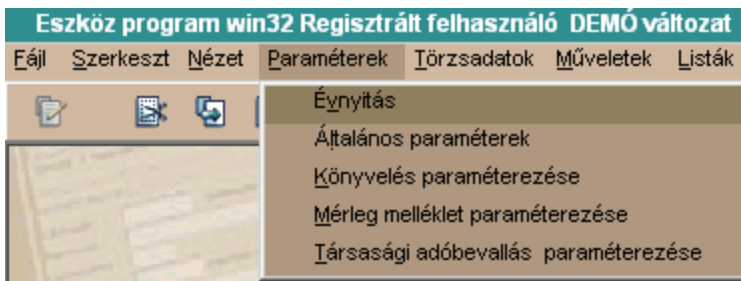 Eszköz program win32 Regisztrált felhasználó DEMÓ változat
Fájl Szerkeszt Nézet Paraméterek Törzsadatok Műveletek Listák
Évnyitás
Általános paraméterek
Könyvelés paraméterezése
Mérleg melléklet paraméterezése
Társasági adóbevallás paraméterezése